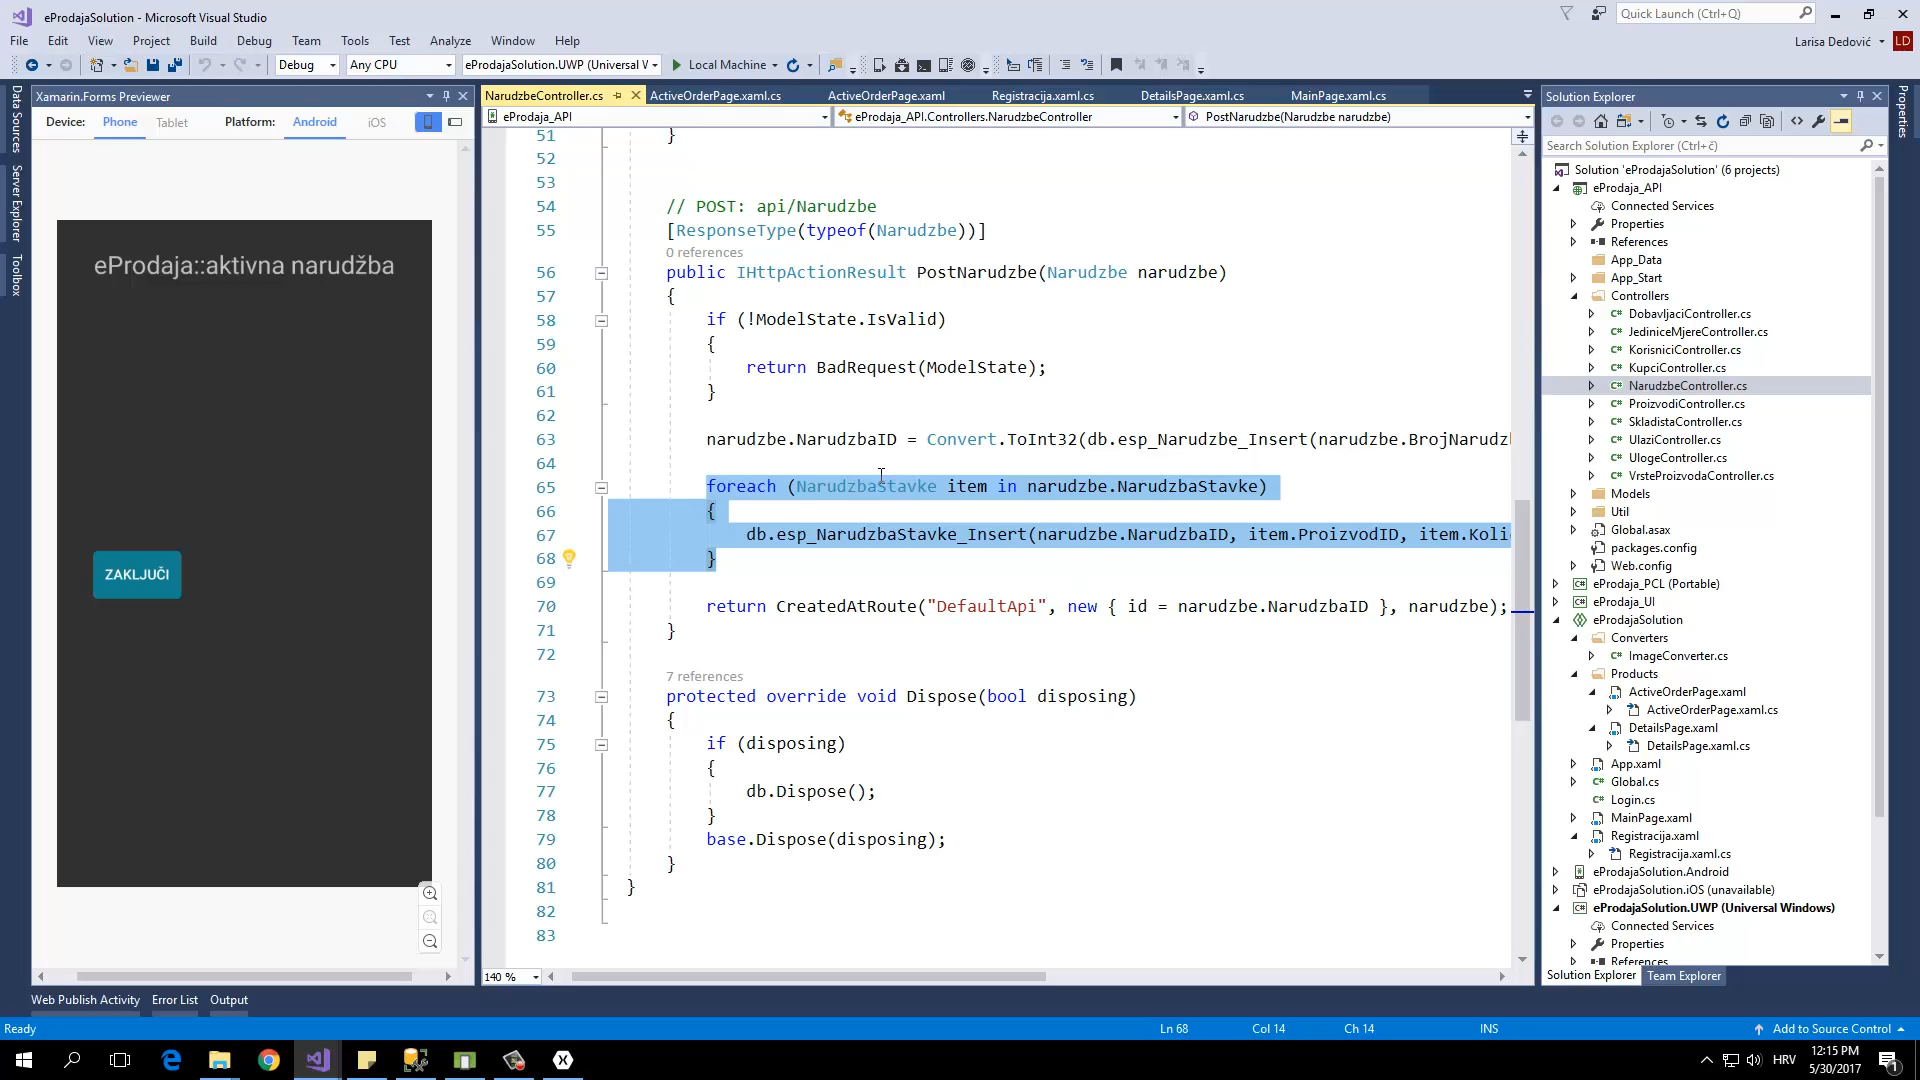 eProdajaSolution - Microsoft Visual Studio
Quick Launch (Ctrl+Q)
File Edit View Project Build Debug Team Tools Test Analyze Window Help
Larisa Dedović LD
Debug Any CPU eProdajaSolution.UWP (Universal V Local Machine
Xamarin.Forms Previewer
Device: Phone Tablet Platform: Android iOS
Data Sources
Server Explorer
Toolbox
eProdaja::aktivna narudžba
ZAKLJUČI
NarudzbeController.cs ActiveOrderPage.xaml.cs ActiveOrderPage.xaml Registracija.xaml.cs DetailsPage.xaml.cs MainPage.xaml.cs
eProdaja_API eProdaja_API.Controllers.NarudzbeController PostNarudzbe(Narudzbe narudzbe)
51 }
52
53
54 // POST: api/Narudzbe
55 [ResponseType(typeof(Narudzbe))]
0 references
56 public IHttpActionResult PostNarudzbe(Narudzbe narudzbe)
57 {
58 if (!ModelState.IsValid)
59 {
60 return BadRequest(ModelState);
61 }
62
63 narudzbe.NarudzbaID = Convert.ToInt32(db.esp_Narudzbe_Insert(narudzbe.BrojNarudz
64
65 foreach (NarudzbaStavke item in narudzbe.NarudzbaStavke)
66 {
67 db.esp_NarudzbaStavke_Insert(narudzbe.NarudzbaID, item.ProizvodID, item.Koli
68 }
69
70 return CreatedAtRoute("DefaultApi", new { id = narudzbe.NarudzbaID }, narudzbe);
71 }
72
7 references
73 protected override void Dispose(bool disposing)
74 {
75 if (disposing)
76 {
77 db.Dispose();
78 }
79 base.Dispose(disposing);
80 }
81 }
82
83
140 %
Solution Explorer
Properties
Search Solution Explorer (Ctrl+č)
Solution 'eProdajaSolution' (6 projects)
eProdaja_API
Connected Services
Properties
References
App_Data
App_Start
Controllers
C# DobavljaciController.cs
C# JediniceMjereController.cs
C# KorisniciController.cs
C# KupciController.cs
C# NarudzbeController.cs
C# ProizvodiController.cs
C# SkladistaController.cs
C# UlaziController.cs
C# UlogeController.cs
C# VrsteProizvodaController.cs
Models
Util
Global.asax
packages.config
Web.config
eProdaja_PCL (Portable)
eProdaja_UI
eProdajaSolution
Converters
C# ImageConverter.cs
Products
ActiveOrderPage.xaml
ActiveOrderPage.xaml.cs
DetailsPage.xaml
DetailsPage.xaml.cs
App.xaml
C# Global.cs
C# Login.cs
MainPage.xaml
Registracija.xaml
Registracija.xaml.cs
eProdajaSolution.Android
eProdajaSolution.iOS (unavailable)
eProdajaSolution.UWP (Universal Windows)
Connected Services
Properties
References
Solution Explorer Team Explorer
Web Publish Activity Error List Output
Ready Ln 68 Col 14 Ch 14 INS Add to Source Control
HRV 12:15 PM
5/30/2017
1